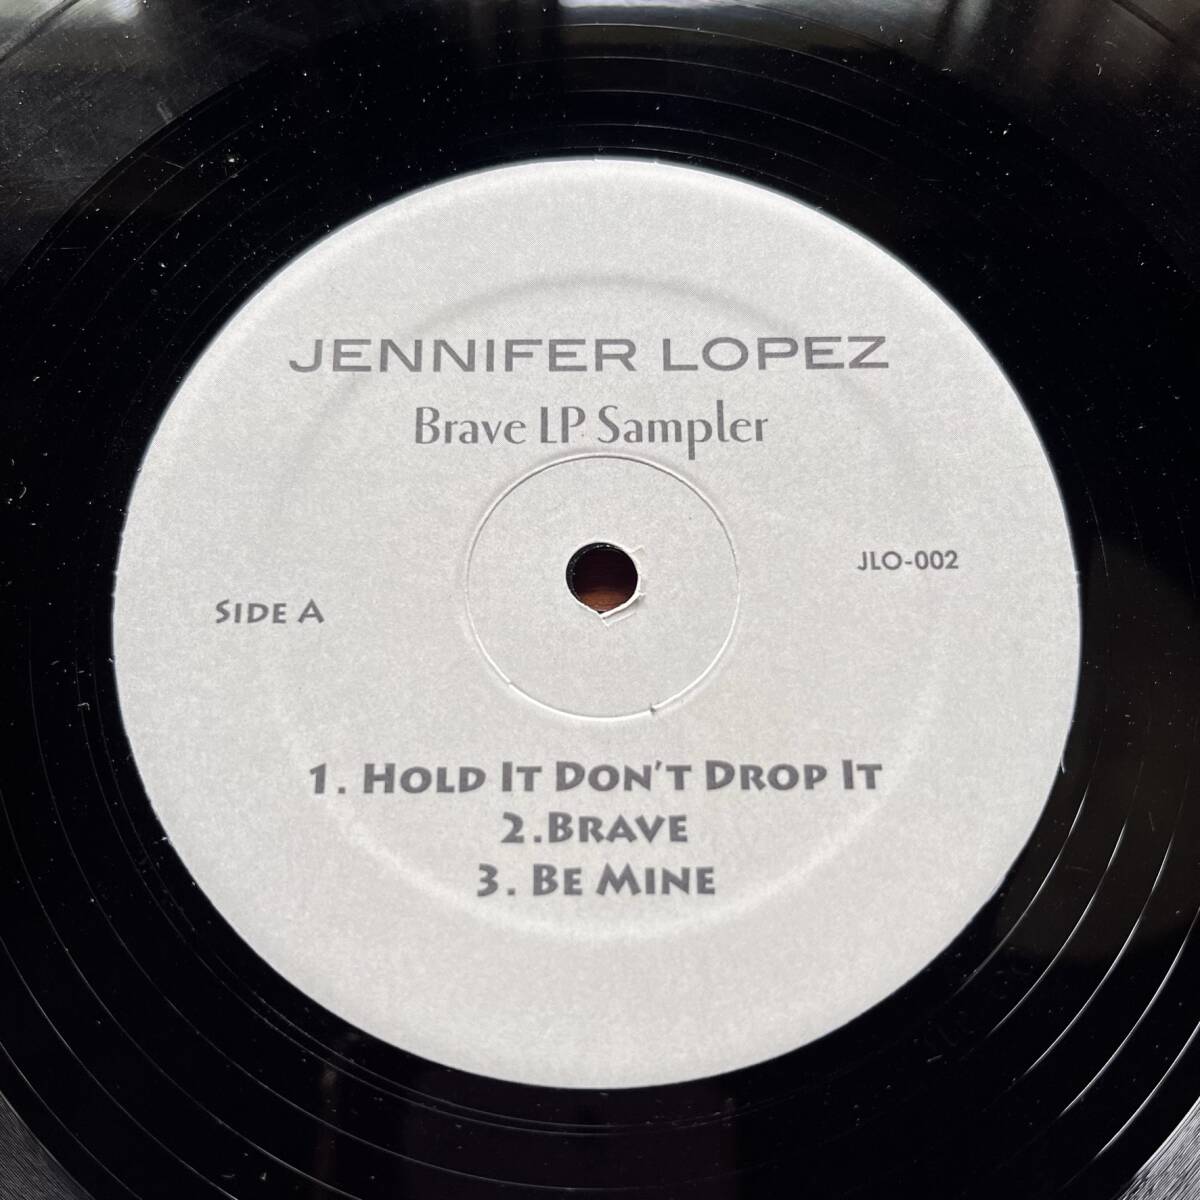 JENNIFER LOPEZ
Brave LP Sampler
JLO-002
SIDE A
1. HOLD IT DON'T DROP IT
2.BRAVE
3. BE MINE